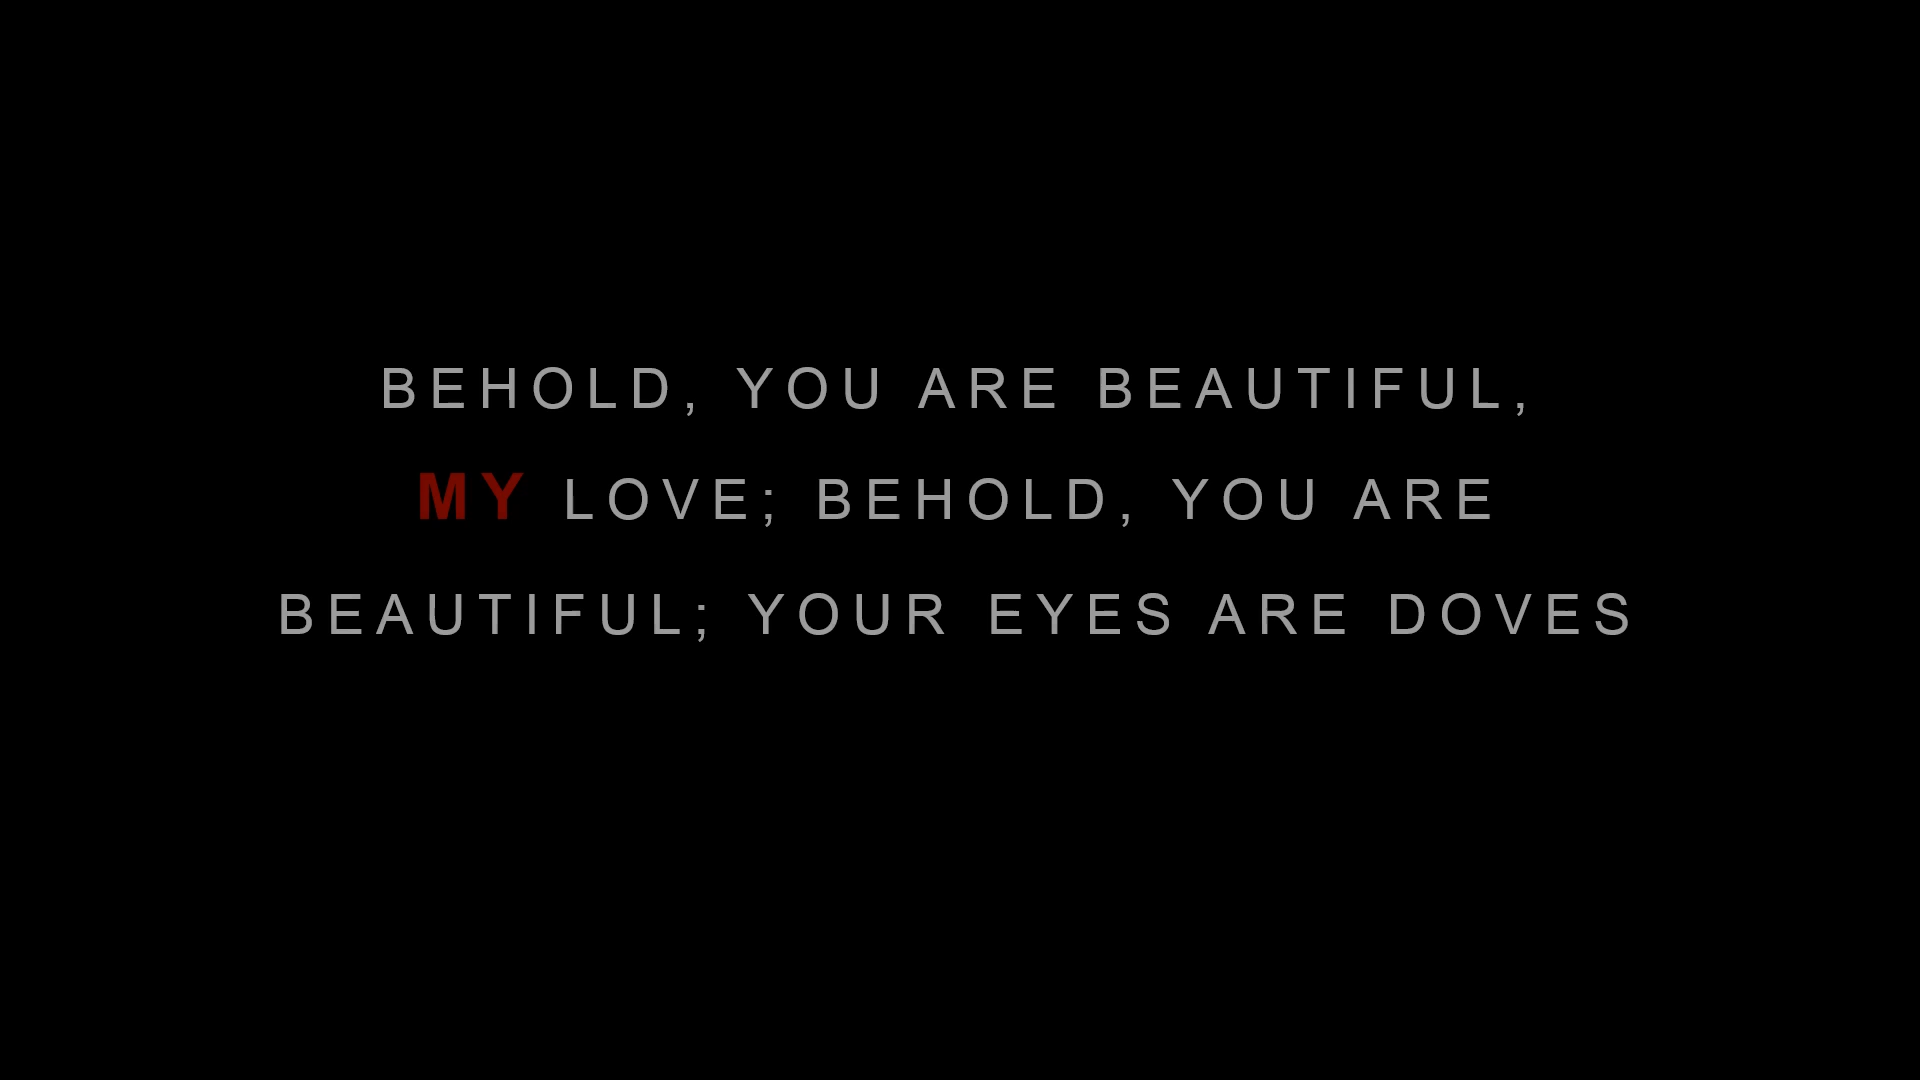 BEHOLD, YOU ARE BEAUTIFUL,
MY LOVE; BEHOLD, YOU ARE
BEAUTIFUL; YOUR EYES ARE DOVES